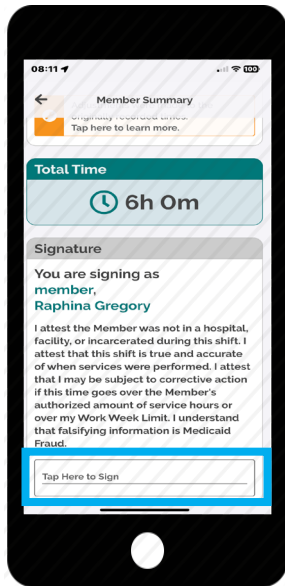 08:11
100
Member Summary
originally recorded times.
Tap here to learn more.
Total Time
6h 0m
Signature
You are signing as
member,
Raphina Gregory
I attest the Member was not in a hospital,
facility, or incarcerated during this shift. I
attest that this shift is true and accurate
of when services were performed. I attest
that I may be subject to corrective action
if this time goes over the Member's
authorized amount of service hours or
over my Work Week Limit. I understand
that falsifying information is Medicaid
Fraud.
Tap Here to Sign